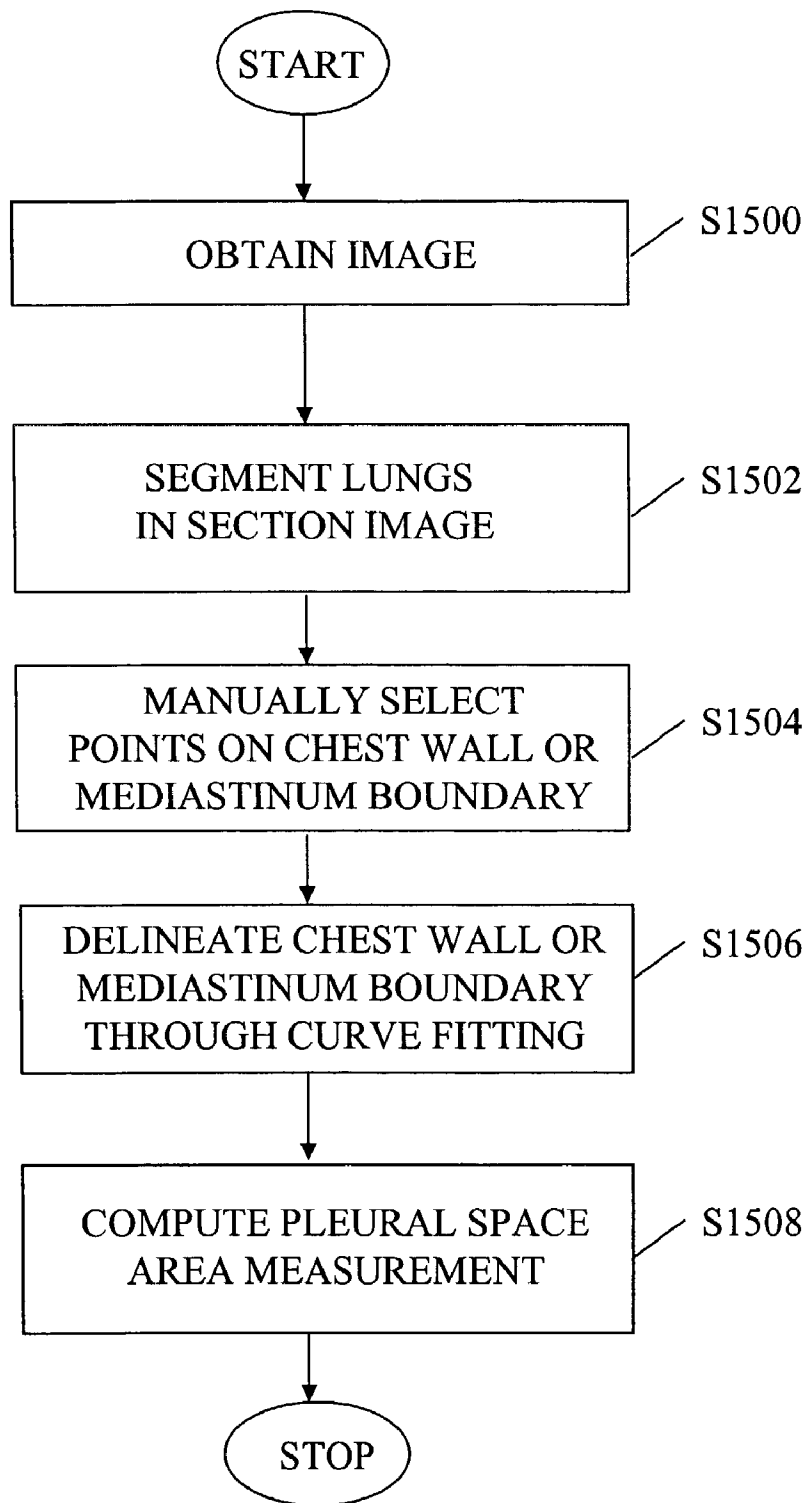 START
OBTAIN IMAGE
S1500
SEGMENT LUNGS
IN SECTION IMAGE
S1502
MANUALLY SELECT
POINTS ON CHEST WALL OR
MEDIASTINUM BOUNDARY
S1504
DELINEATE CHEST WALL OR
MEDIASTINUM BOUNDARY
THROUGH CURVE FITTING
S1506
COMPUTE PLEURAL SPACE
AREA MEASUREMENT
S1508
STOP